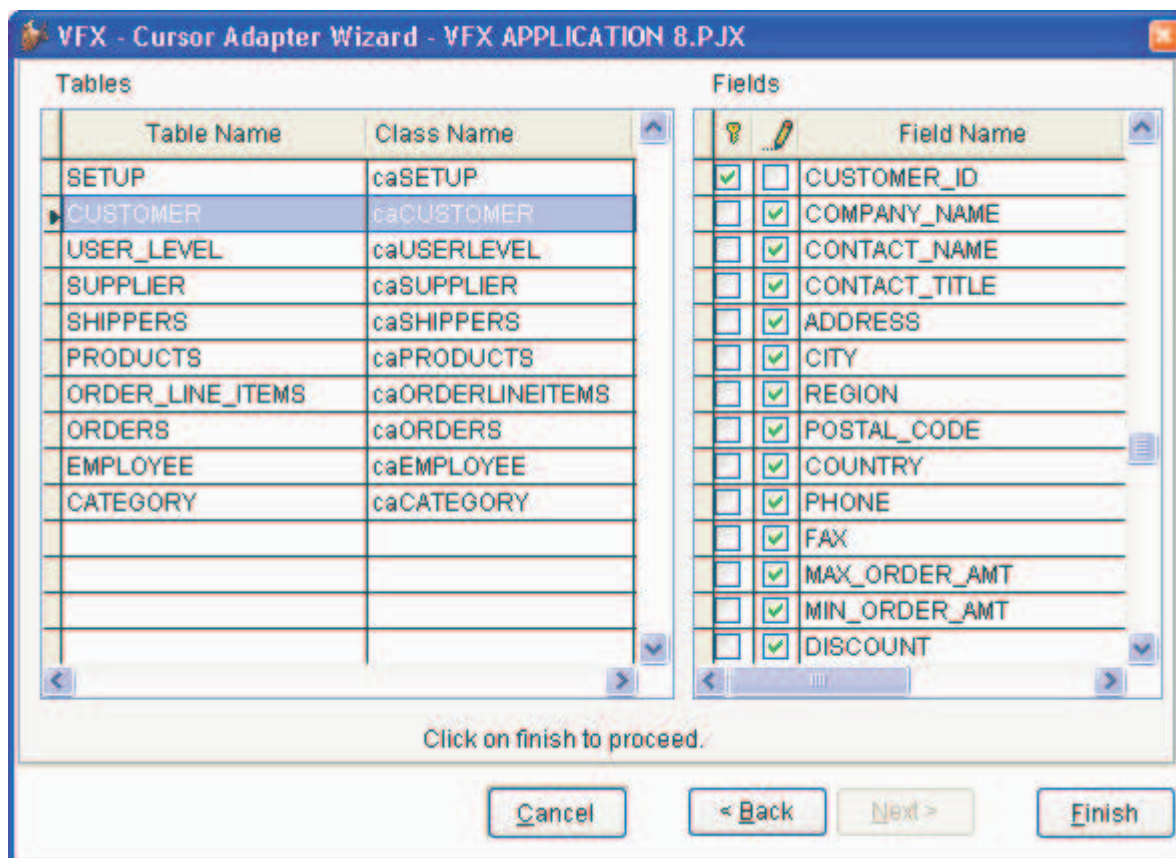 VFX - Cursor Adapter Wizard - VFX APPLICATION 8.PJX
Tables
Fields
Table Name Class Name
SETUP caSETUP
CUSTOMER caCUSTOMER
USER_LEVEL caUSERLEVEL
SUPPLIER caSUPPLIER
SHIPPERS caSHIPPERS
PRODUCTS caPRODUCTS
ORDER_LINE_ITEMS caORDERLINEITEMS
ORDERS caORDERS
EMPLOYEE caEMPLOYEE
CATEGORY caCATEGORY
Field Name
CUSTOMER_ID
COMPANY_NAME
CONTACT_NAME
CONTACT_TITLE
ADDRESS
CITY
REGION
POSTAL_CODE
COUNTRY
PHONE
FAX
MAX_ORDER_AMT
MIN_ORDER_AMT
DISCOUNT
Click on finish to proceed.
Cancel < Back Next > Finish